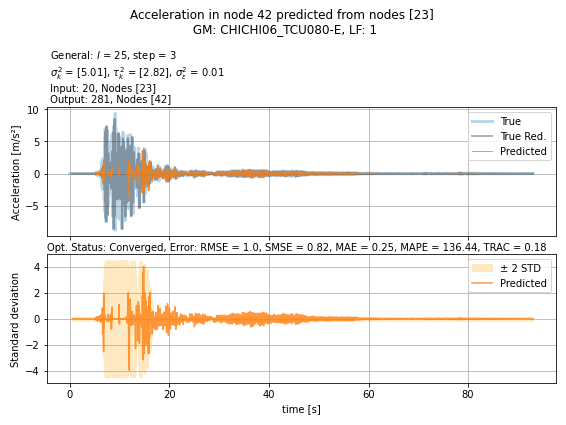 Acceleration in node 42 predicted from nodes [23]
GM: CHICHI06_TCU080-E, LF: 1
General: l = 25, step = 3
σ²ₖ = [5.01], τ²ₖ = [2.82], σ²ε = 0.01
Input: 20, Nodes [23]
Output: 281, Nodes [42]
10
5
0
−5
Acceleration [m/s²]
True
True Red.
Predicted
Opt. Status: Converged, Error: RMSE = 1.0, SMSE = 0.82, MAE = 0.25, MAPE = 136.44, TRAC = 0.18
4
2
0
−2
−4
Standard deviation
± 2 STD
Predicted
0 20 40 60 80
time [s]